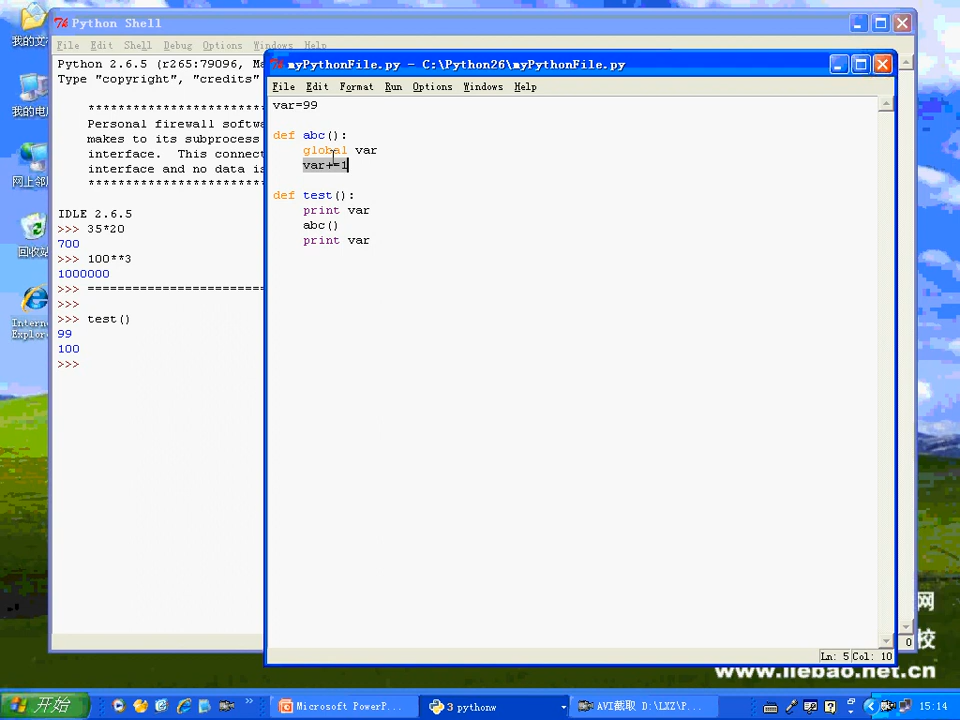 Python Shell
File Edit Shell Debug Options Windows Help
Python 2.6.5 (r265:79096, Ma
Type "copyright", "credits"
************************
Personal firewall softwa
makes to its subprocess
interface. This connect
interface and no data is
************************
IDLE 2.6.5
>>> 35*20
700
>>> 100**3
1000000
>>> ========================
>>>
>>> test()
99
100
>>>
myPythonFile.py - C:\Python26\myPythonFile.py
File Edit Format Run Options Windows Help
var=99
def abc():
global var
var+=1
def test():
print var
abc()
print var
Ln: 5 Col: 10
0
我的文
我的电
网上邻
回收站
Intern
Explor
网
校
www.liebao.net.cn
开始
Microsoft PowerP...
3 pythonw
AVI截取 D:\LXZ\P...
15:14